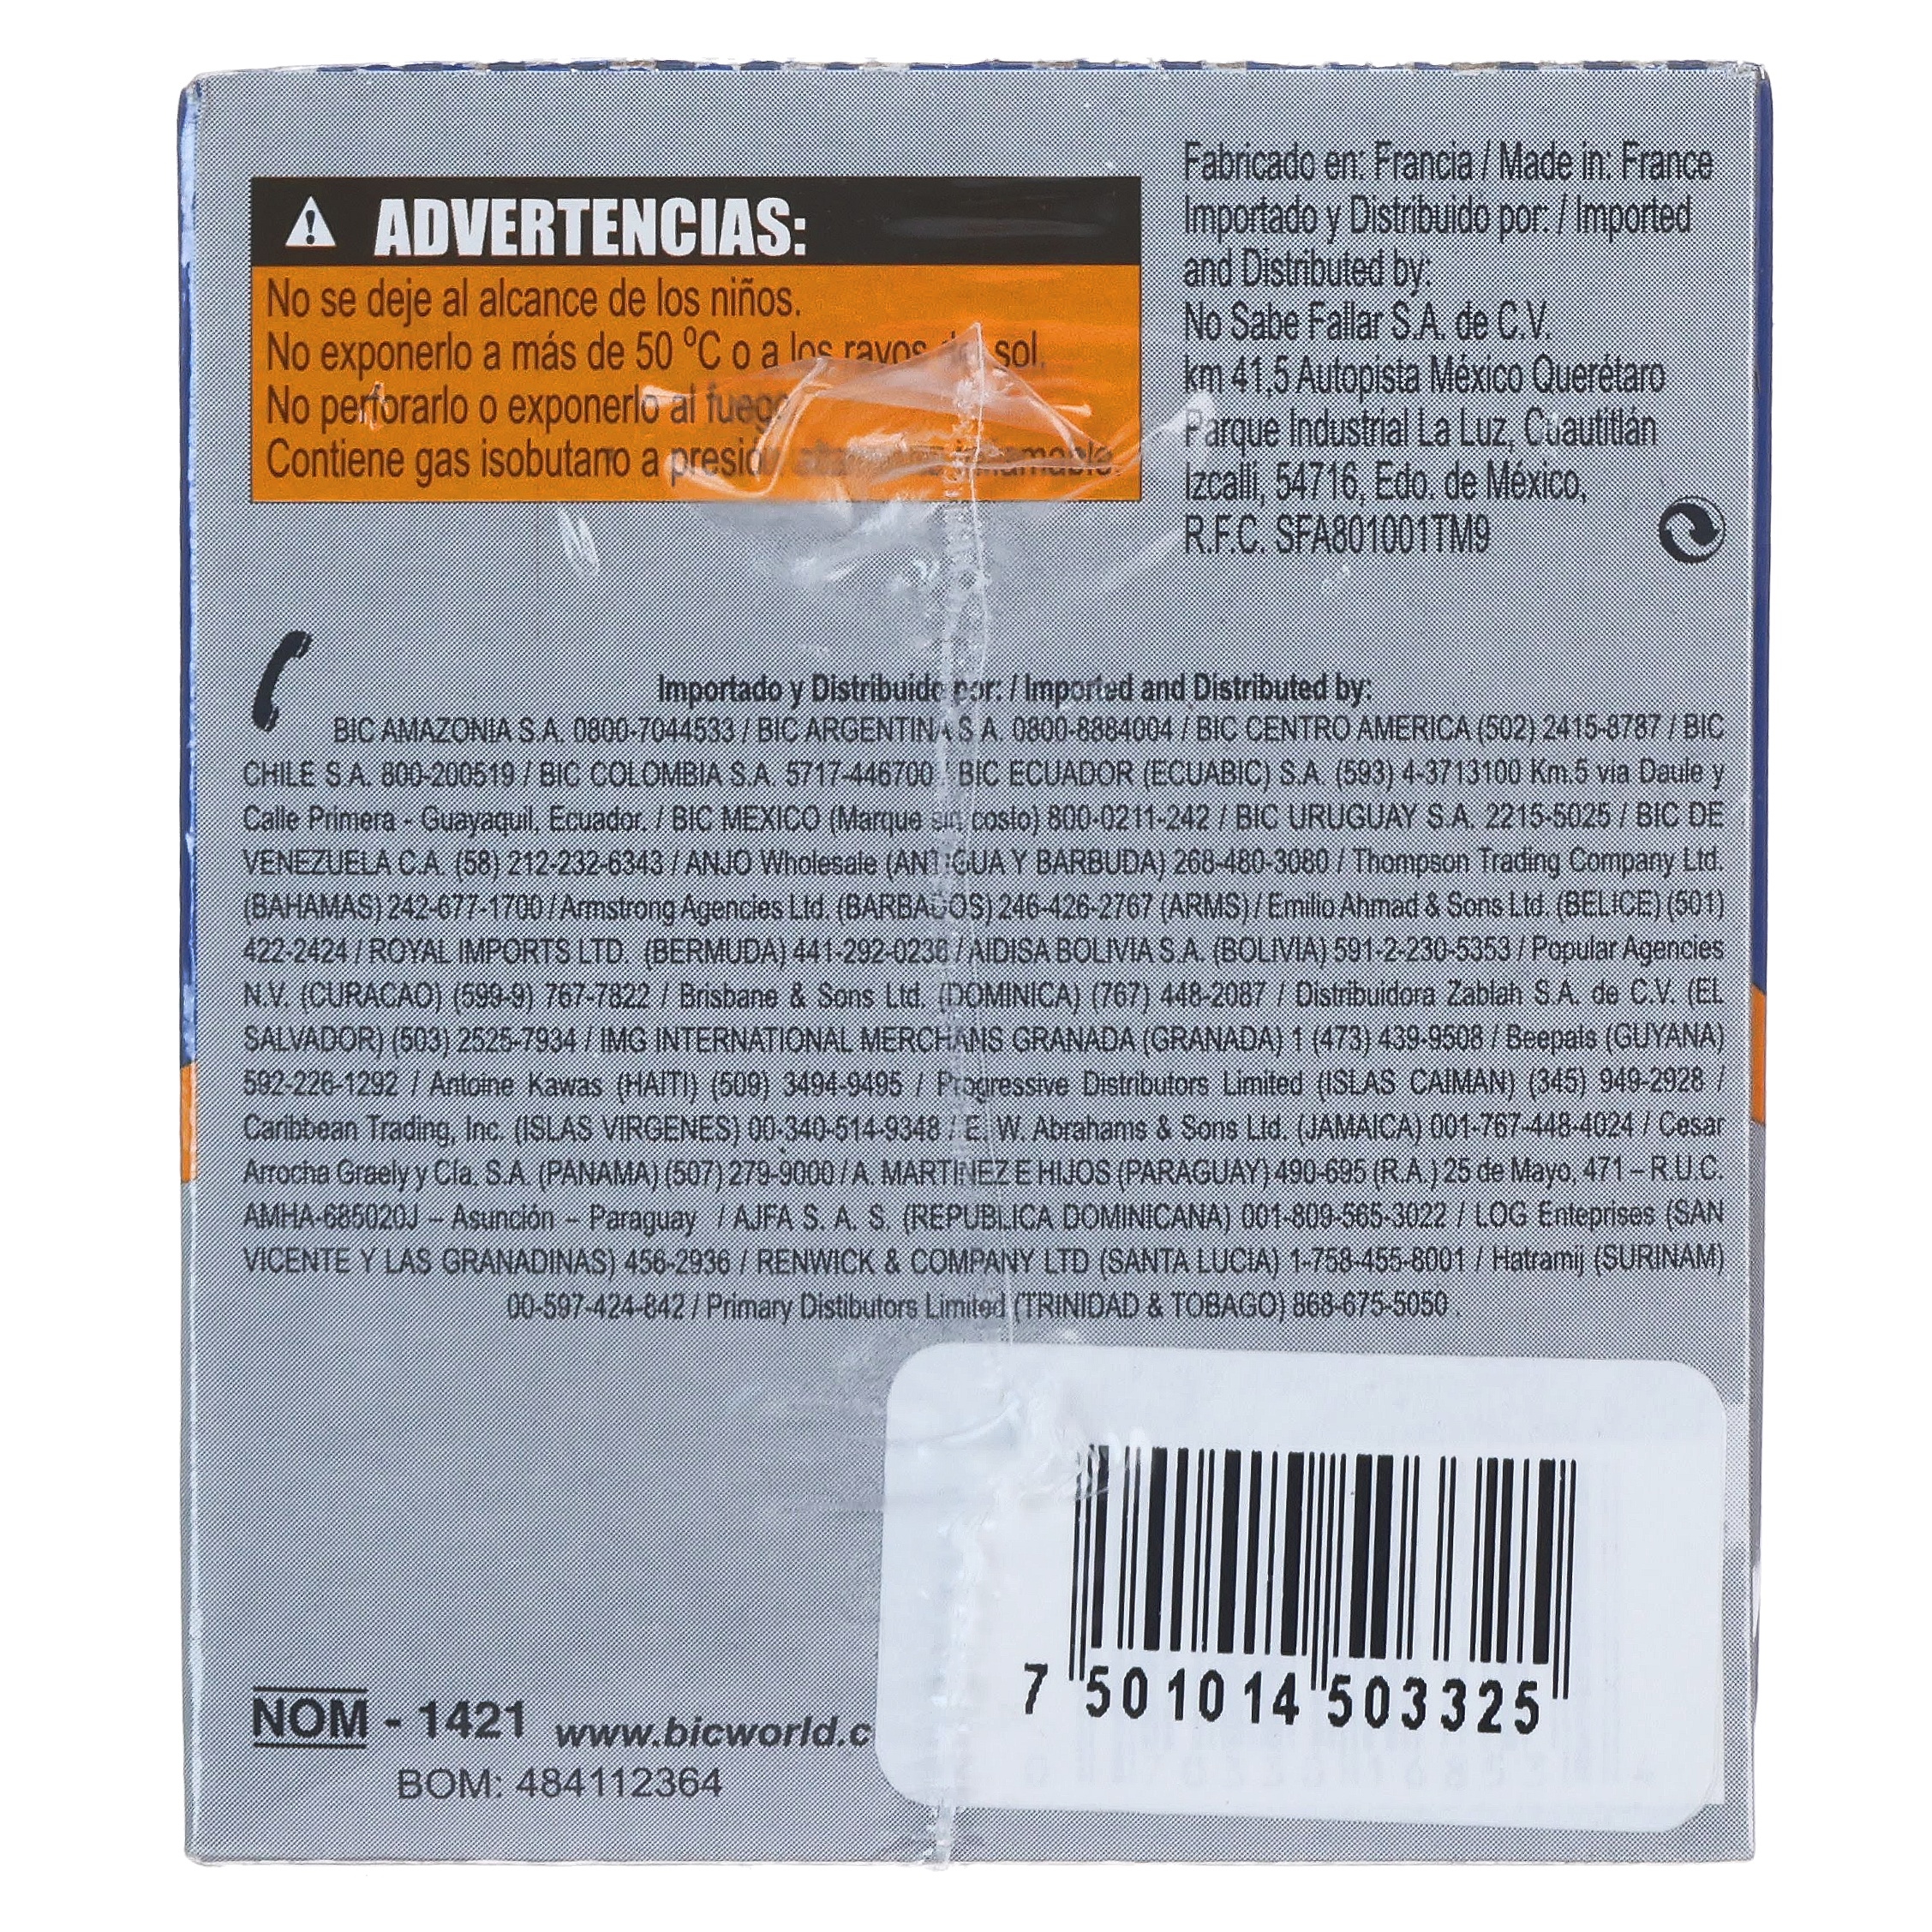 ADVERTENCIAS:
No se deje al alcance de los niños.
No exponerlo a más de 50 °C o a los rayos del sol.
No perforarlo o exponerlo al fuego
Contiene gas isobutano a presión altamente inflamable.
Fabricado en: Francia / Made in: France
Importado y Distribuido por: / Imported
and Distributed by:
No Sabe Fallar S.A. de C.V.
km 41,5 Autopista México Querétaro
Parque Industrial La Luz, Cuautitlán
Izcalli, 54716, Edo. de México,
R.F.C. SFA801001TM9
Importado y Distribuido por: / Imported and Distributed by:
BIC AMAZONIA S.A. 0800-7044533 / BIC ARGENTINA S.A. 0800-8884004 / BIC CENTRO AMERICA (502) 2415-8787 / BIC
CHILE S.A. 800-200519 / BIC COLOMBIA S.A. 5717-446700 / BIC ECUADOR (ECUABIC) S.A. (593) 4-3713100 Km.5 via Daule y
Calle Primera - Guayaquil, Ecuador. / BIC MEXICO (Marque sin costo) 800-0211-242 / BIC URUGUAY S.A. 2215-5025 / BIC DE
VENEZUELA C.A. (58) 212-232-6343 / ANJO Wholesale (ANTIGUA Y BARBUDA) 268-480-3080 / Thompson Trading Company Ltd.
(BAHAMAS) 242-677-1700 / Armstrong Agencies Ltd. (BARBADOS) 246-426-2767 (ARMS) / Emilio Ahmad & Sons Ltd. (BELICE) (501)
422-2424 / ROYAL IMPORTS LTD. (BERMUDA) 441-292-0236 / AIDISA BOLIVIA S.A. (BOLIVIA) 591-2-230-5353 / Popular Agencies
N.V. (CURACAO) (599-9) 767-7822 / Brisbane & Sons Ltd. (DOMINICA) (767) 448-2087 / Distribuidora Zablah S.A. de C.V. (EL
SALVADOR) (503) 2525-7934 / IMG INTERNATIONAL MERCHANS GRANADA (GRANADA) 1 (473) 439-9508 / Beepats (GUYANA)
592-226-1292 / Antoine Kawas (HAITI) (509) 3494-9495 / Progressive Distributors Limited (ISLAS CAIMAN) (345) 949-2928 /
Caribbean Trading, Inc. (ISLAS VIRGENES) 00-340-514-9348 / E. W. Abrahams & Sons Ltd. (JAMAICA) 001-767-448-4024 / Cesar
Arrocha Graely y Cía. S.A. (PANAMA) (507) 279-9000 / A. MARTINEZ E HIJOS (PARAGUAY) 490-695 (R.A.) 25 de Mayo, 471 – R.U.C.
AMHA-685020J – Asunción – Paraguay / AJFA S. A. S. (REPUBLICA DOMINICANA) 001-809-565-3022 / LOG Enteprises (SAN
VICENTE Y LAS GRANADINAS) 456-2936 / RENWICK & COMPANY LTD (SANTA LUCIA) 1-758-455-8001 / Hatramij (SURINAM)
00-597-424-842 / Primary Distibutors Limited (TRINIDAD & TOBAGO) 868-675-5050.
7 501014 503325
NOM - 1421 www.bicworld.c
BOM: 484112364